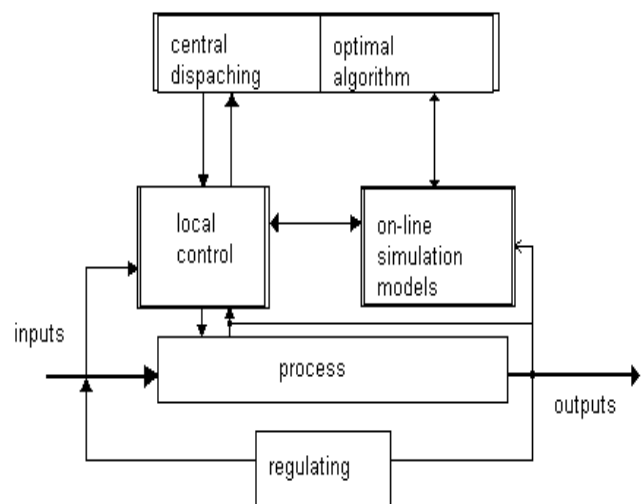 central
dispaching
optimal
algorithm
local
control
on-line
simulation
models
inputs
process
outputs
regulating